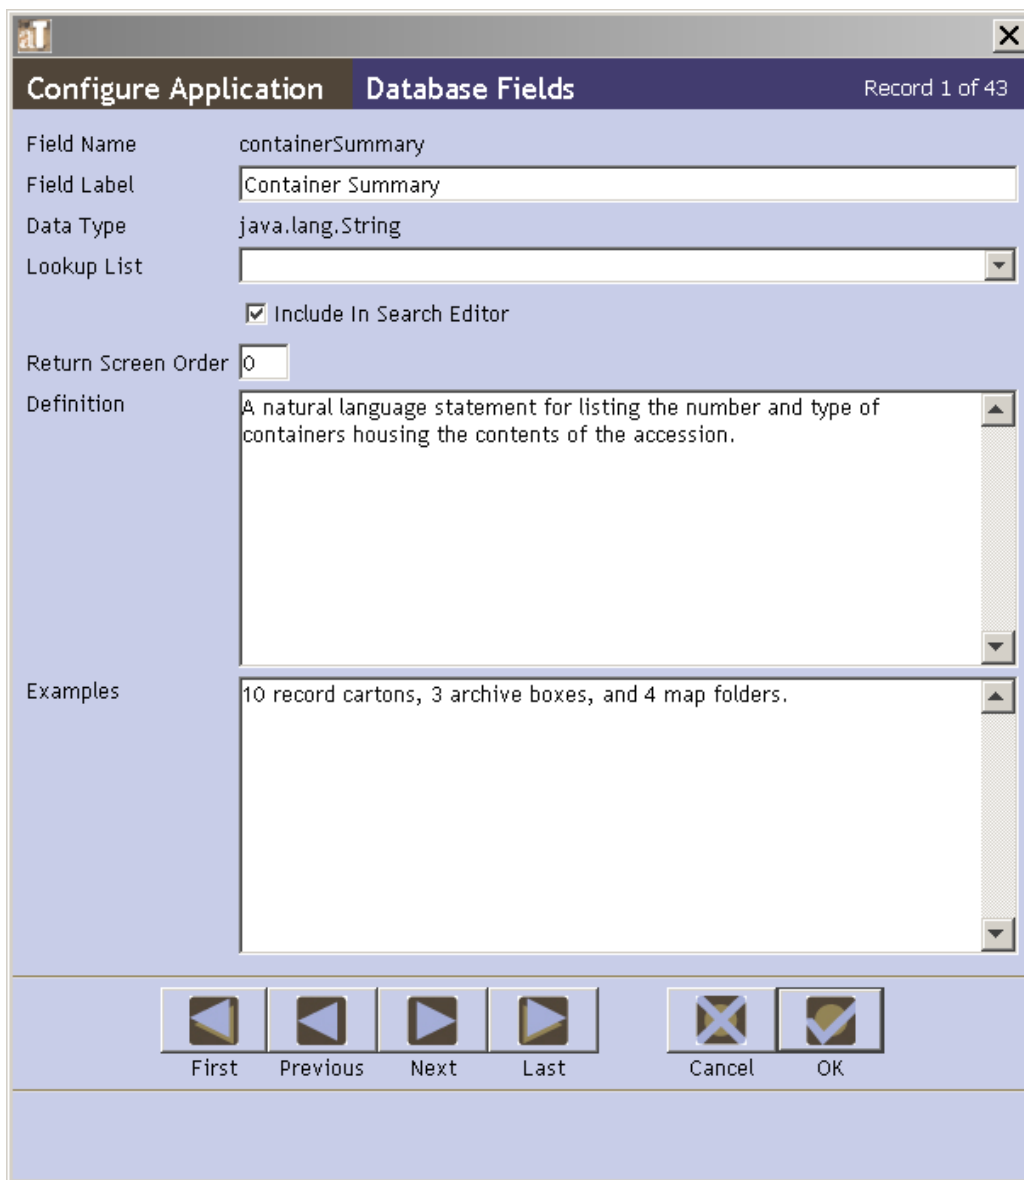 aT
Configure Application Database Fields Record 1 of 43
Field Name containerSummary
Field Label Container Summary
Data Type java.lang.String
Lookup List
Include In Search Editor
Return Screen Order 0
Definition A natural language statement for listing the number and type of
containers housing the contents of the accession.
Examples 10 record cartons, 3 archive boxes, and 4 map folders.
First Previous Next Last Cancel OK